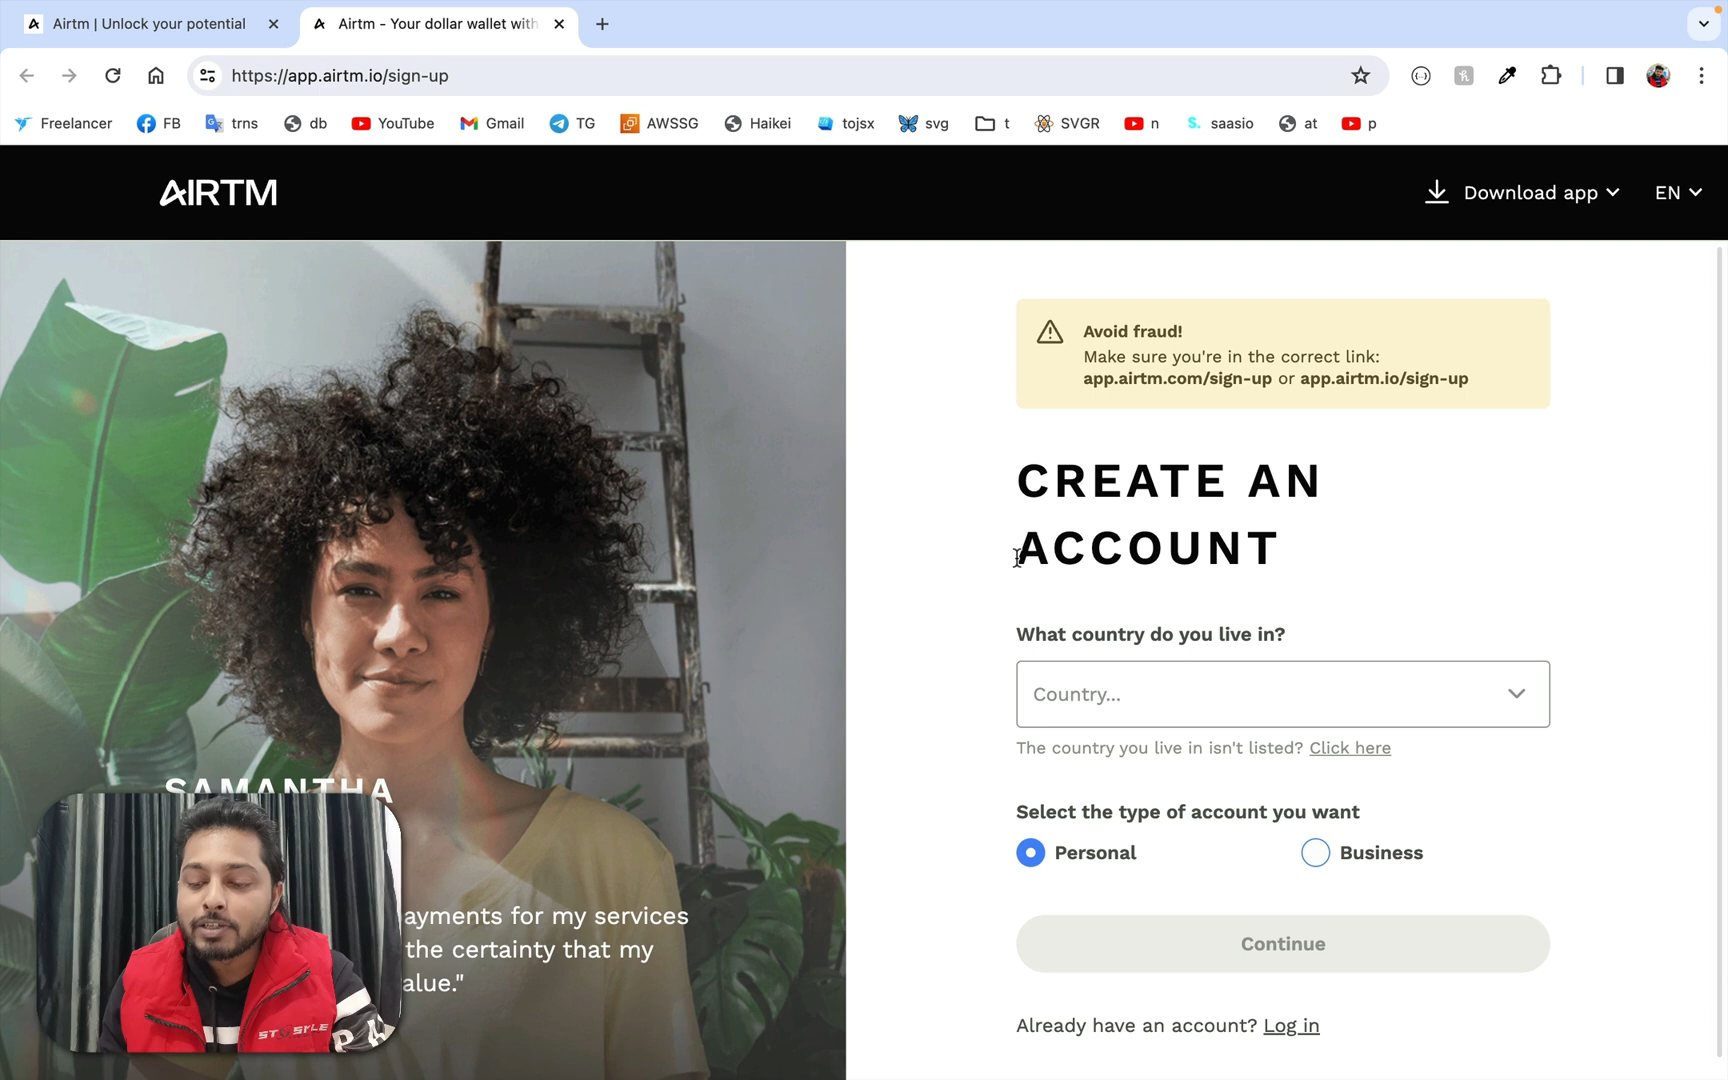 Airtm | Unlock your potential
Airtm - Your dollar wallet with
https://app.airtm.io/sign-up
Freelancer
FB
trns
db
YouTube
Gmail
TG
AWSSG
Haikei
tojsx
svg
t
SVGR
n
saasio
at
p
AIRTM
Download app
EN
Avoid fraud!
Make sure you're in the correct link:
app.airtm.com/sign-up or app.airtm.io/sign-up
CREATE AN
ACCOUNT
What country do you live in?
Country...
The country you live in isn't listed? Click here
Select the type of account you want
Personal
Business
Continue
Already have an account? Log in
SAMANTHA
ayments for my services
the certainty that my
alue."